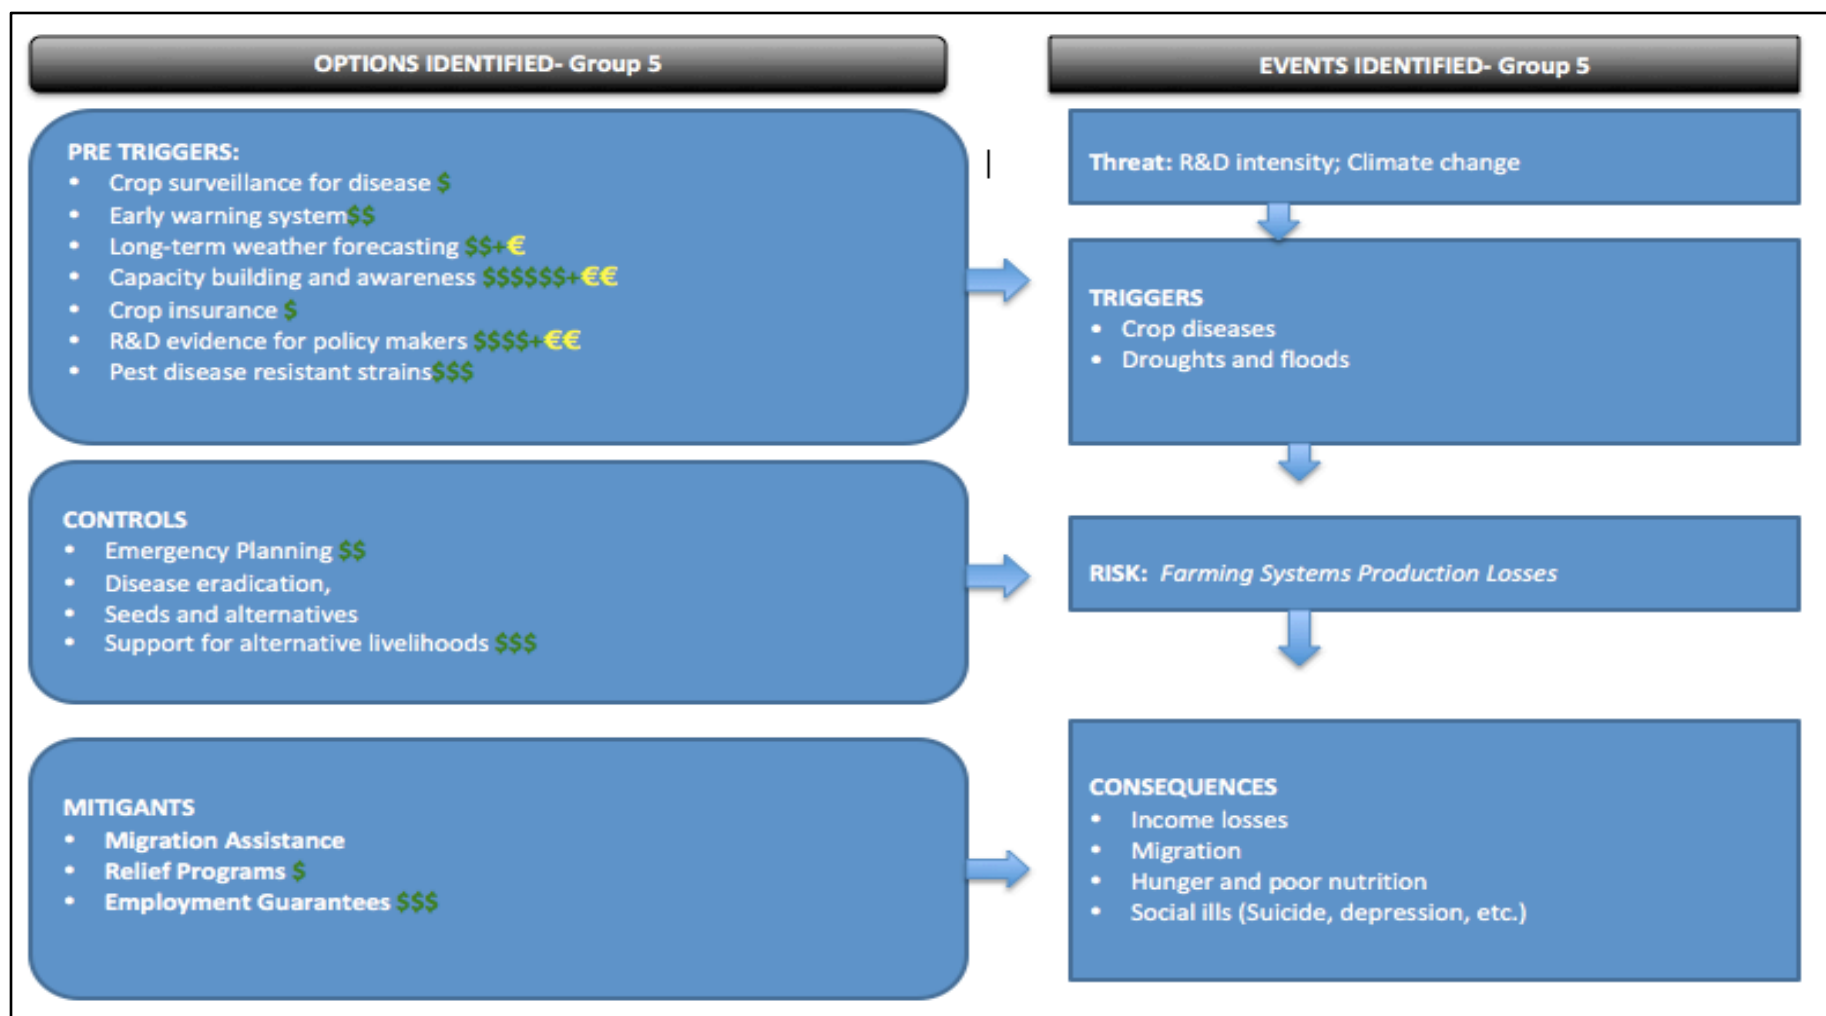 OPTIONS IDENTIFIED- Group 5
PRE TRIGGERS:
• Crop surveillance for disease $
• Early warning system$$
• Long-term weather forecasting $$+€
• Capacity building and awareness $$$$$$+€€
• Crop insurance $
• R&D evidence for policy makers $$$$+€€
• Pest disease resistant strains$$$
CONTROLS
• Emergency Planning $$
• Disease eradication,
• Seeds and alternatives
• Support for alternative livelihoods $$$
MITIGANTS
• Migration Assistance
• Relief Programs $
• Employment Guarantees $$$
EVENTS IDENTIFIED- Group 5
Threat: R&D intensity; Climate change
TRIGGERS
• Crop diseases
• Droughts and floods
RISK: Farming Systems Production Losses
CONSEQUENCES
• Income losses
• Migration
• Hunger and poor nutrition
• Social ills (Suicide, depression, etc.)